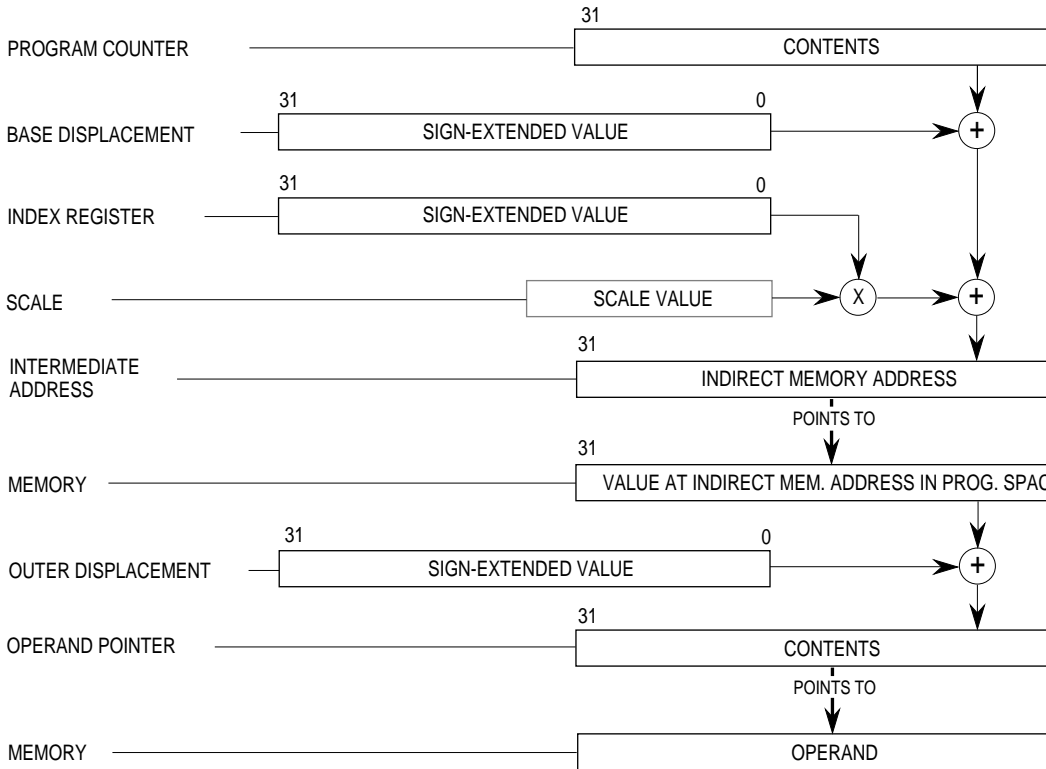 31
PROGRAM COUNTER CONTENTS
31 0
BASE DISPLACEMENT SIGN-EXTENDED VALUE +
31 0
INDEX REGISTER SIGN-EXTENDED VALUE
SCALE SCALE VALUE X +
31
INTERMEDIATE
ADDRESS INDIRECT MEMORY ADDRESS
POINTS TO
31
MEMORY VALUE AT INDIRECT MEM. ADDRESS IN PROG. SPAC
31 0
OUTER DISPLACEMENT SIGN-EXTENDED VALUE +
31
OPERAND POINTER CONTENTS
POINTS TO
MEMORY OPERAND